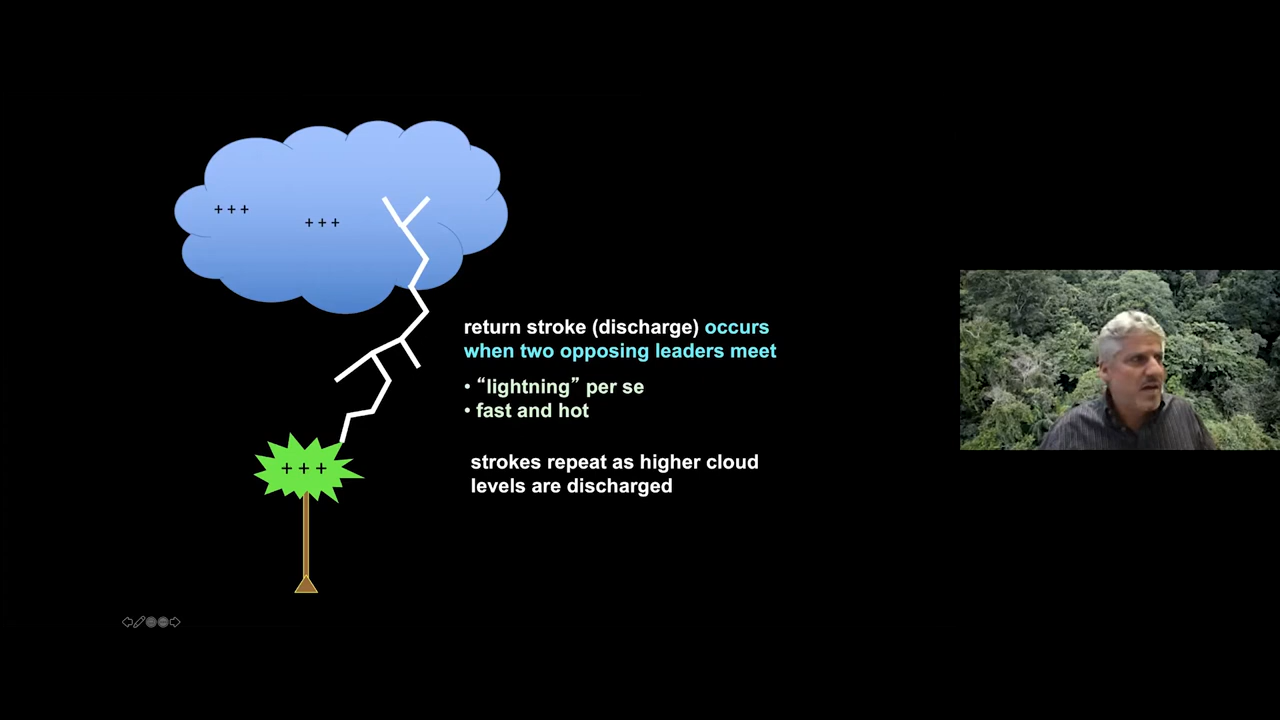 + + +
+ + +
return stroke (discharge) occurs
when two opposing leaders meet
• “lightning” per se
• fast and hot
strokes repeat as higher cloud
levels are discharged
+ + +